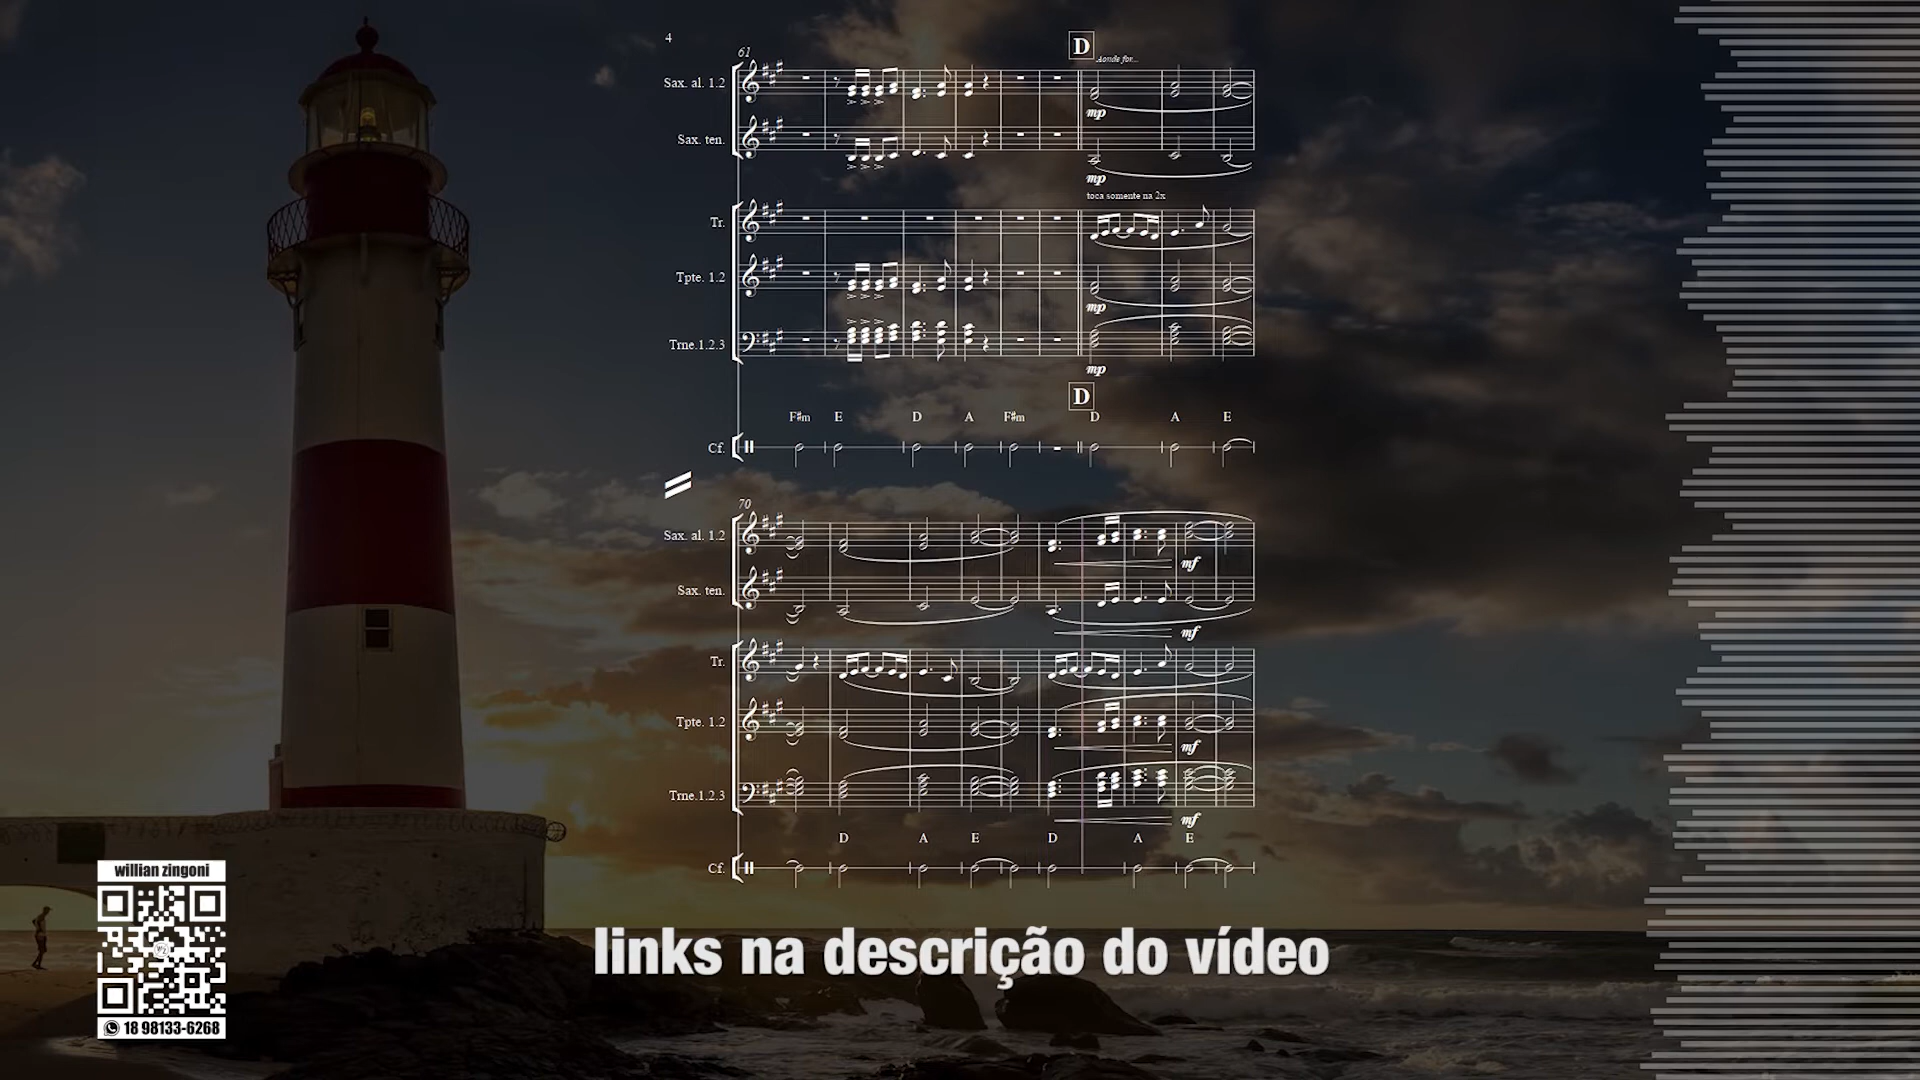 4
61
D
Aonde for...
Sax. al. 1.2
mp
Sax. ten.
mp
toca somente na 2x
Tr.
Tpte. 1.2
mp
Trne.1.2.3
mp
D
F#m E D A F#m D A E
Cf.
70
Sax. al. 1.2
mf
Sax. ten.
mf
Tr.
Tpte. 1.2
mf
Trne.1.2.3
mf
D A E D A E
Cf.
willian zingoni
18 98133-6268
links na descrição do vídeo